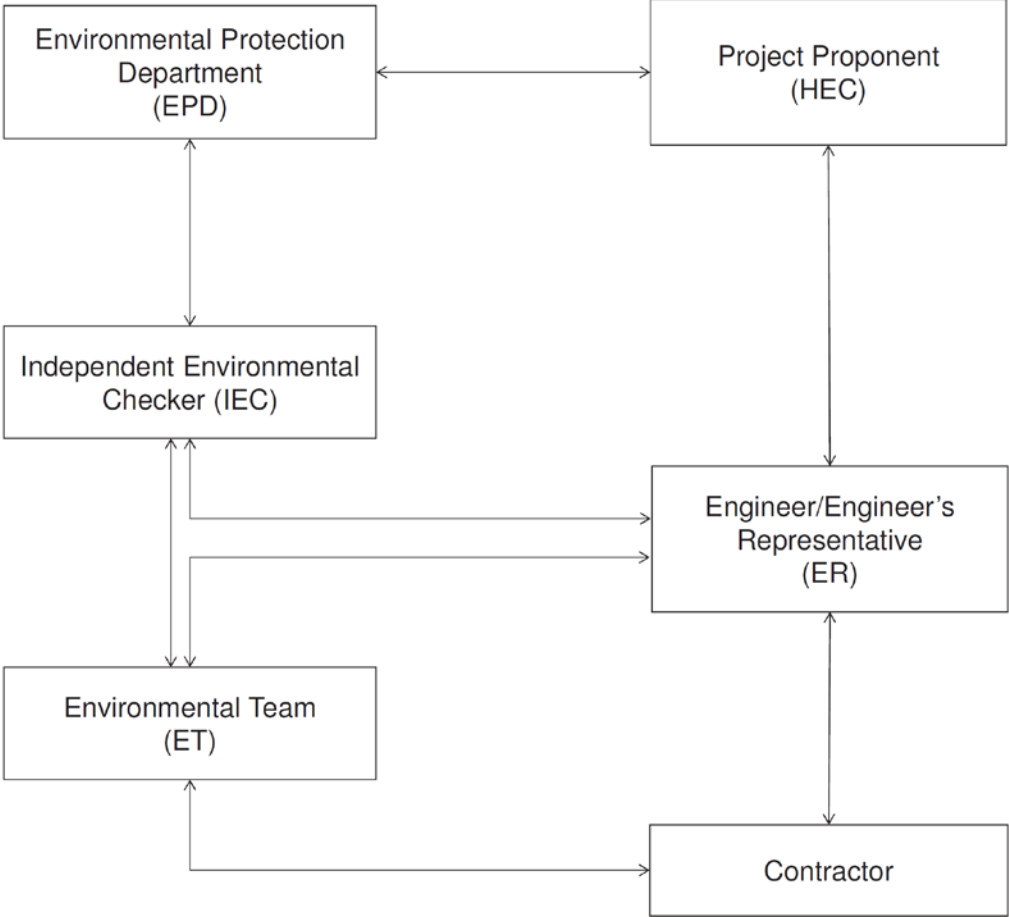 Environmental Protection
Department
(EPD)
Project Proponent
(HEC)
Independent Environmental
Checker (IEC)
Engineer/Engineer’s
Representative
(ER)
Environmental Team
(ET)
Contractor